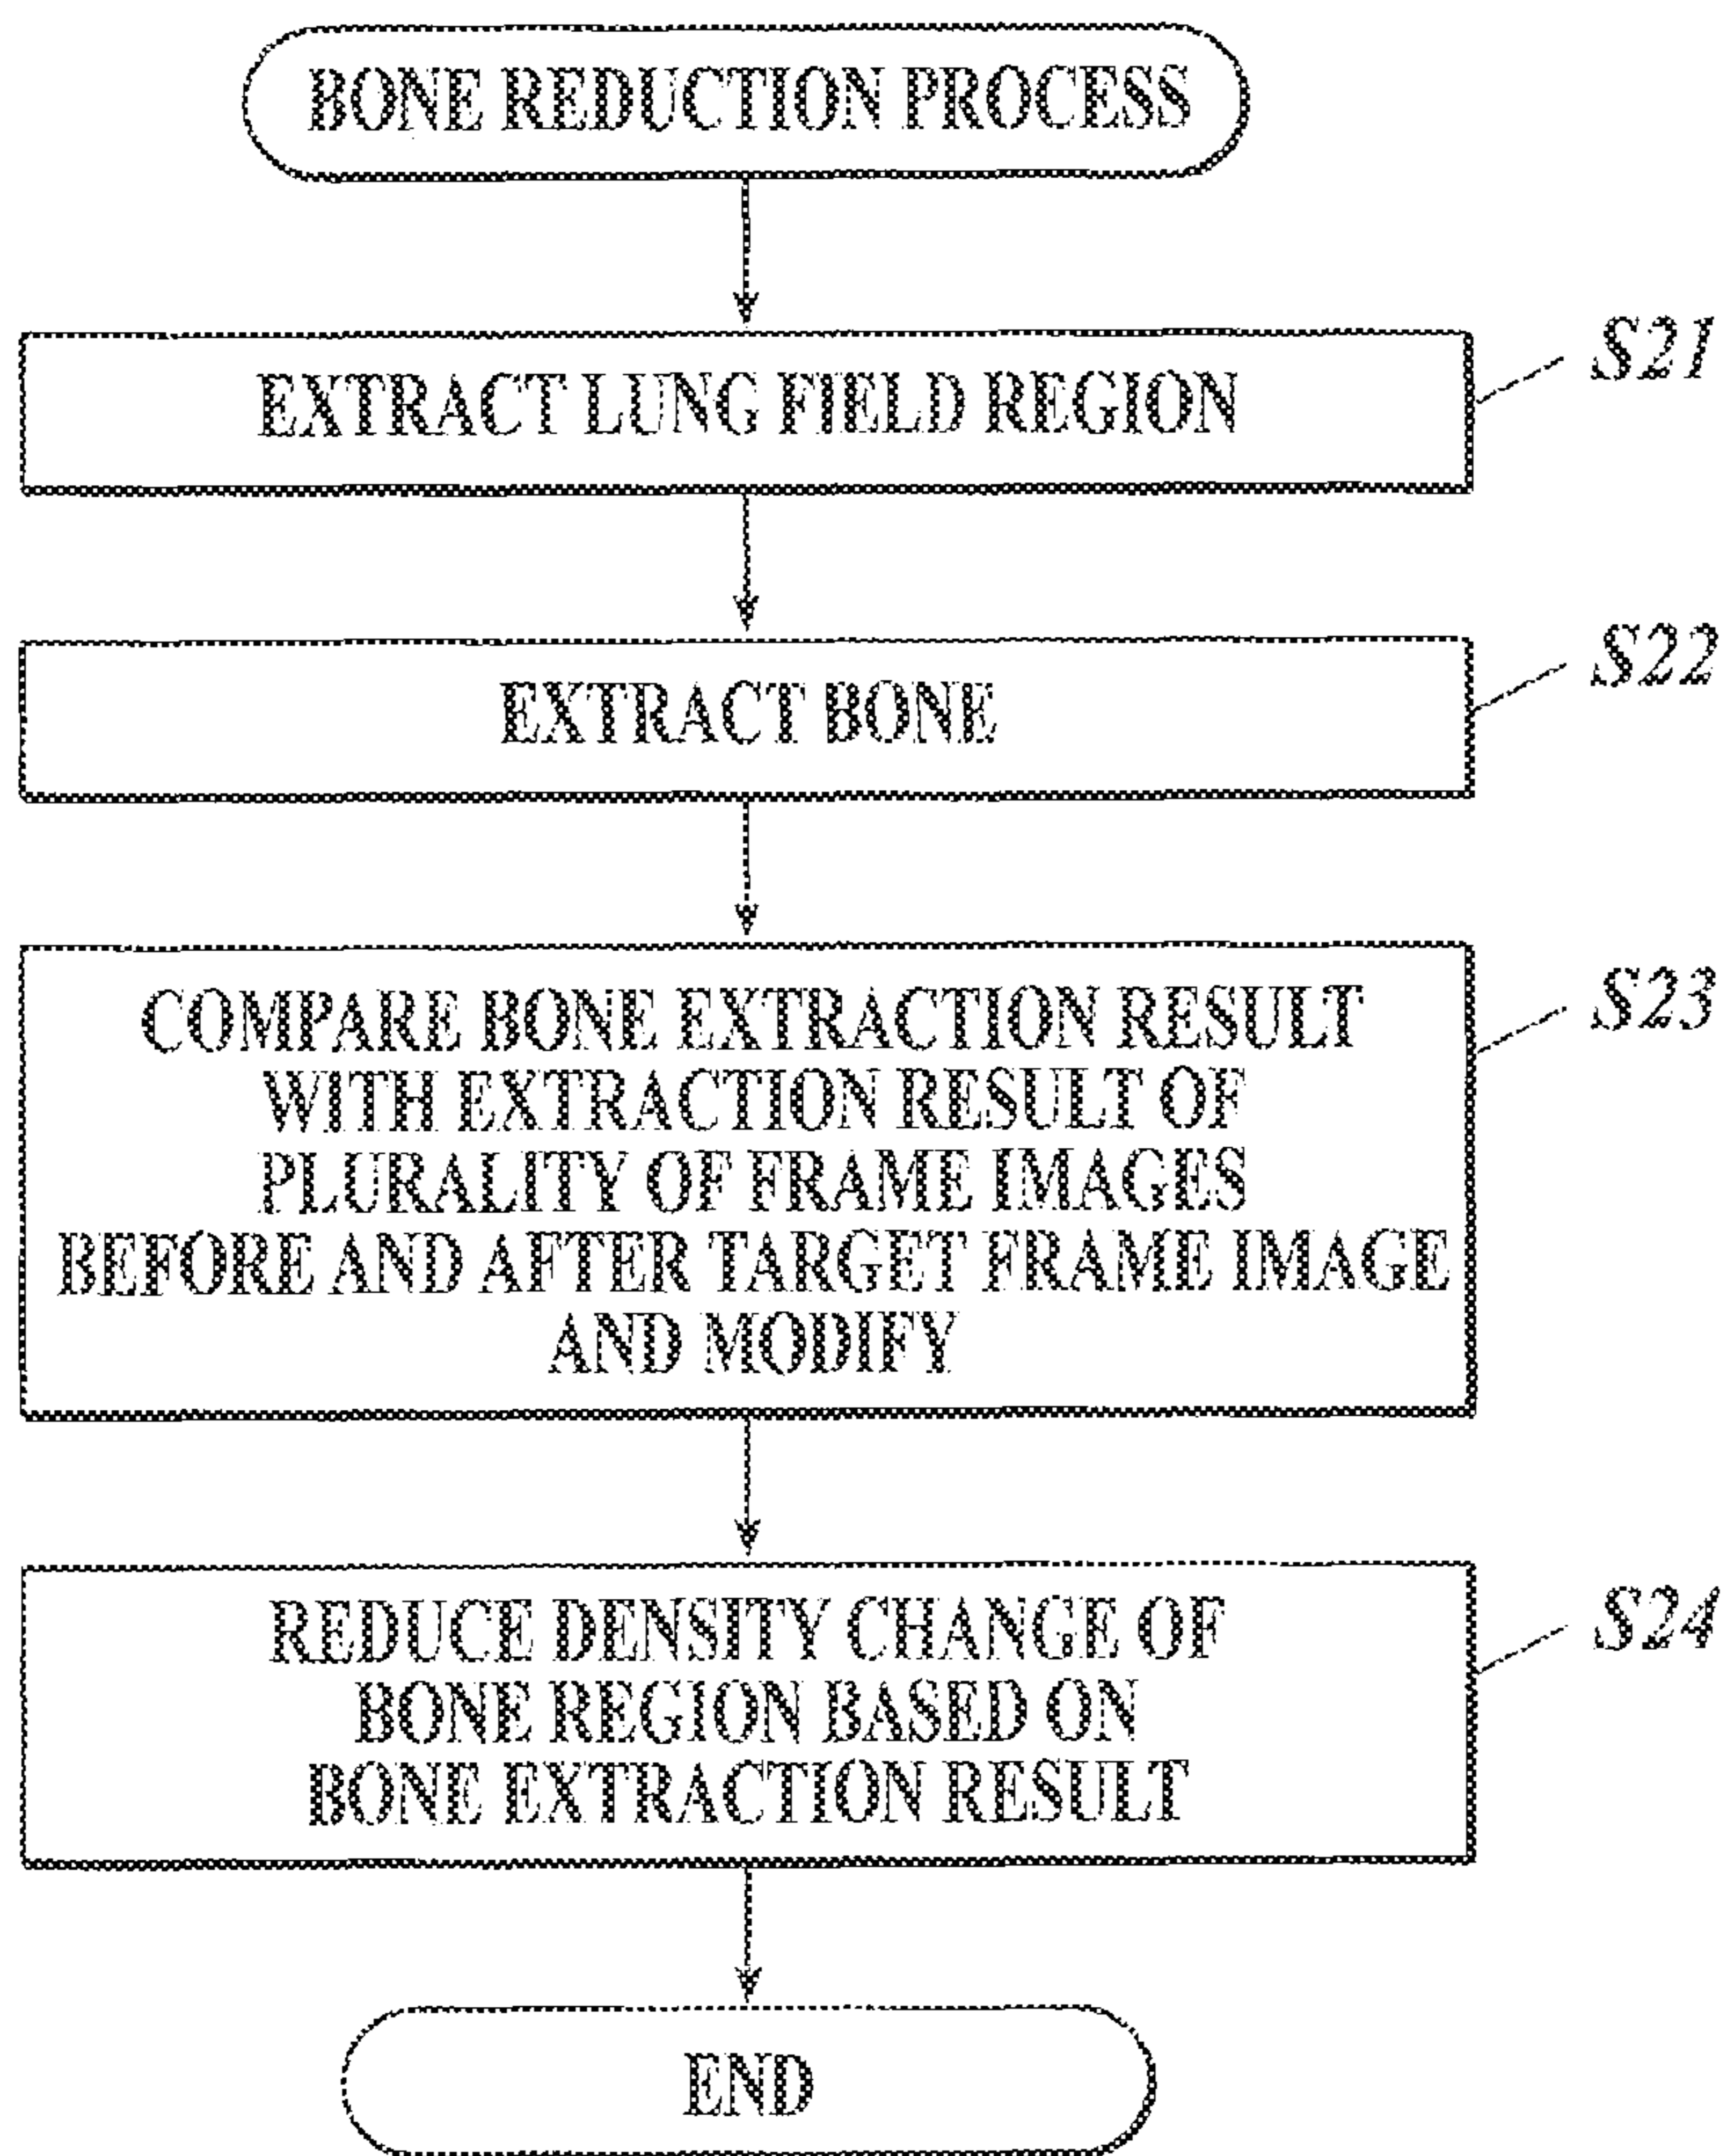 BONE REDUCTION PROCESS
EXTRACT LUNG FIELD REGION
S21
EXTRACT BONE
S22
COMPARE BONE EXTRACTION RESULT
WITH EXTRACTION RESULT OF
PLURALITY OF FRAME IMAGES
BEFORE AND AFTER TARGET FRAME IMAGE
AND MODIFY
S23
REDUCE DENSITY CHANGE OF
BONE REGION BASED ON
BONE EXTRACTION RESULT
S24
END